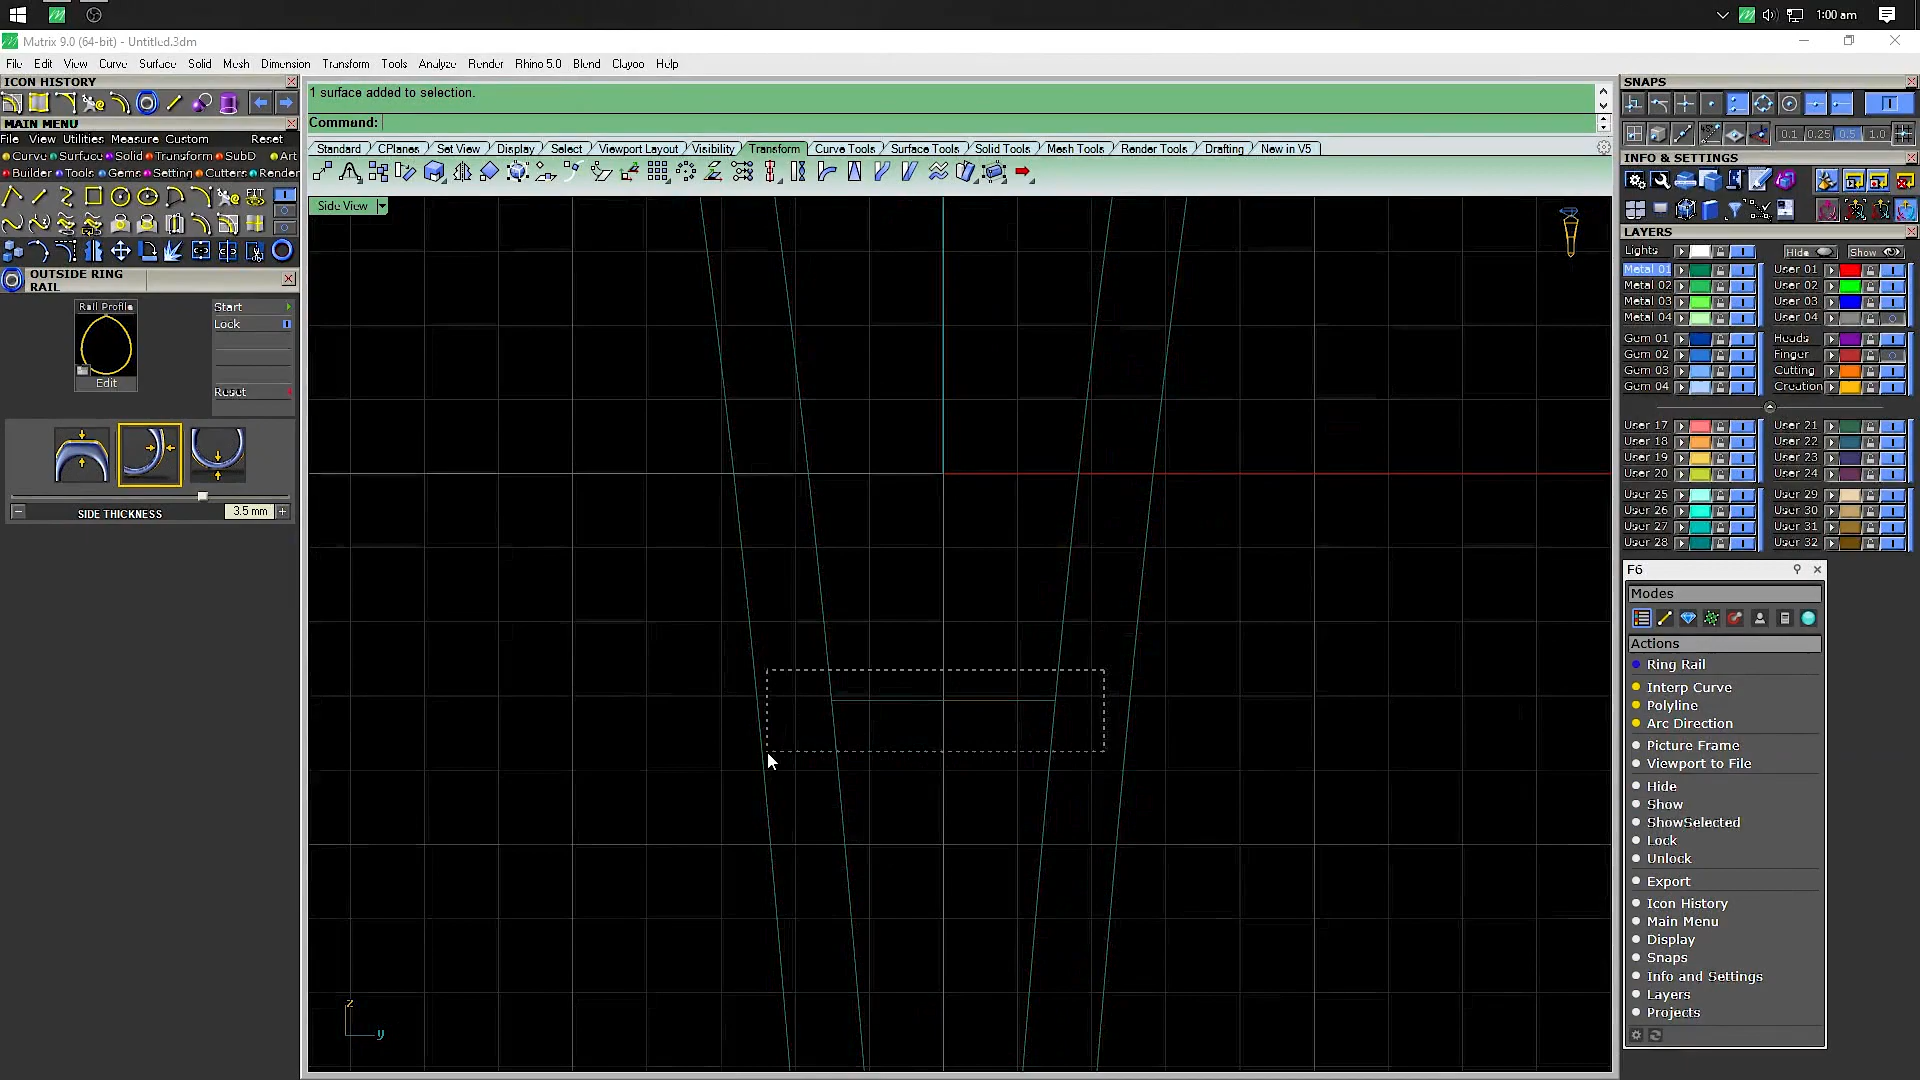 1:00 am
Matrix 9.0 (64-bit) - Untitled.3dm
File Edit View Curve Surface Solid Mesh Dimension Transform Tools Analyze Render Rhino 5.0 Blend Clayoo Help
ICON HISTORY
MAIN MENU
File View Utilities Measure Custom Reset
Curve Surface Solid Transform SubD Art
Builder Tools Gems Setting Cutters Render
FIT
OUTSIDE RING RAIL
Rail Profile
Edit
Start
Lock
Reset
SIDE THICKNESS
3.5 mm
1 surface added to selection.
Command:
Standard CPlanes Set View Display Select Viewport Layout Visibility Transform Curve Tools Surface Tools Solid Tools Mesh Tools Render Tools Drafting New in V5
Side View
z
y
SNAPS
0.1 0.25 0.5 1.0
INFO & SETTINGS
LAYERS
Lights Hide Show
Metal 01 User 01
Metal 02 User 02
Metal 03 User 03
Metal 04 User 04
Gem 01 Heads
Gem 02 Finger
Gem 03 Cutting
Gem 04 Creation
User 17 User 21
User 18 User 22
User 19 User 23
User 20 User 24
User 25 User 29
User 26 User 30
User 27 User 31
User 28 User 32
F6
Modes
Actions
Ring Rail
Interp Curve
Polyline
Arc Direction
Picture Frame
Viewport to File
Hide
Show
ShowSelected
Lock
Unlock
Export
Icon History
Main Menu
Display
Snaps
Info and Settings
Layers
Projects